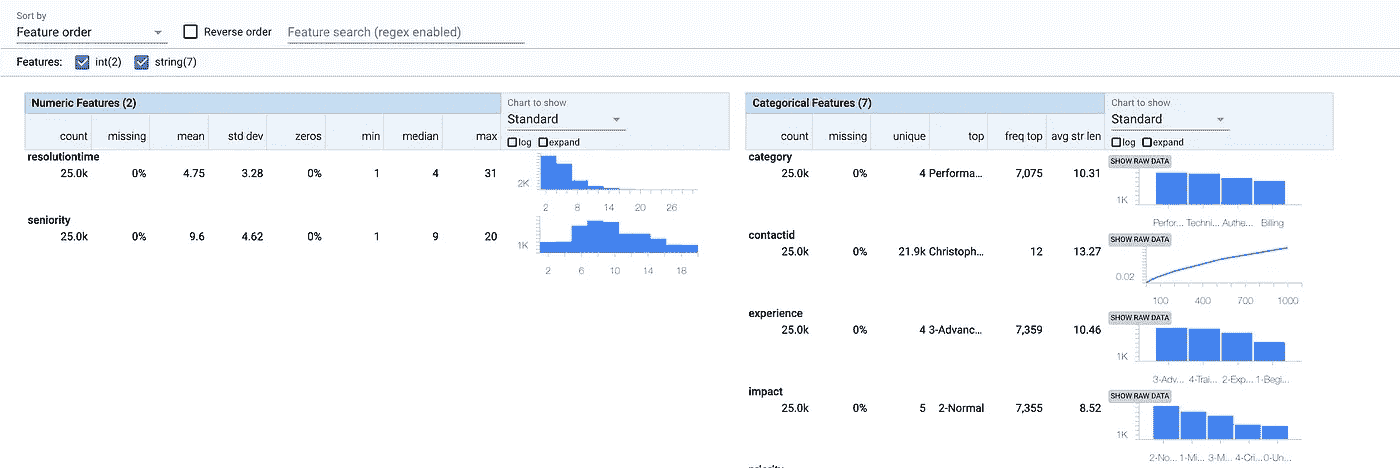 Sort by
Feature order
Reverse order
Feature search (regex enabled)
Features: int(2) string(7)
Numeric Features (2)
Chart to show
Standard
log expand
count missing mean std dev zeros min median max
resolutiontime
25.0k 0% 4.75 3.28 0% 1 4 31
2K
2 8 14 20 26
seniority
25.0k 0% 9.6 4.62 0% 1 9 20
1K
2 6 10 14 18
Categorical Features (7)
Chart to show
Standard
log expand
count missing unique top freq top avg str len
category
SHOW RAW DATA
25.0k 0% 4 Performa... 7,075 10.31
1K
Perfor... Techni... Authe... Billing
contactid
SHOW RAW DATA
25.0k 0% 21.9k Christoph... 12 13.27
0.02
100 400 700 1000
experience
SHOW RAW DATA
25.0k 0% 4 3-Advanc... 7,359 10.46
1K
3-Adv... 4-Trai... 2-Exp... 1-Begi...
impact
SHOW RAW DATA
25.0k 0% 5 2-Normal 7,355 8.52
1K
2-No... 1-Mi... 3-M... 4-Cri... 0-Un...